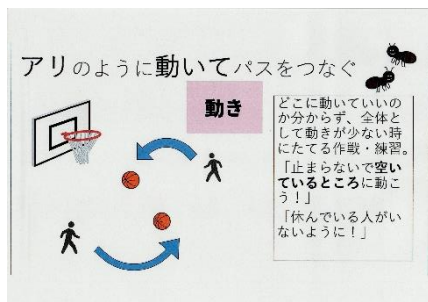 アリのように動いてパスをつなぐ
動き
どこに動いていいの
か分からず、全体と
して動きが少ない時
にたてる作戦・練習。
「止まらないで空い
ているところに動こ
う！」
「休んでいる人がい
ないように！」